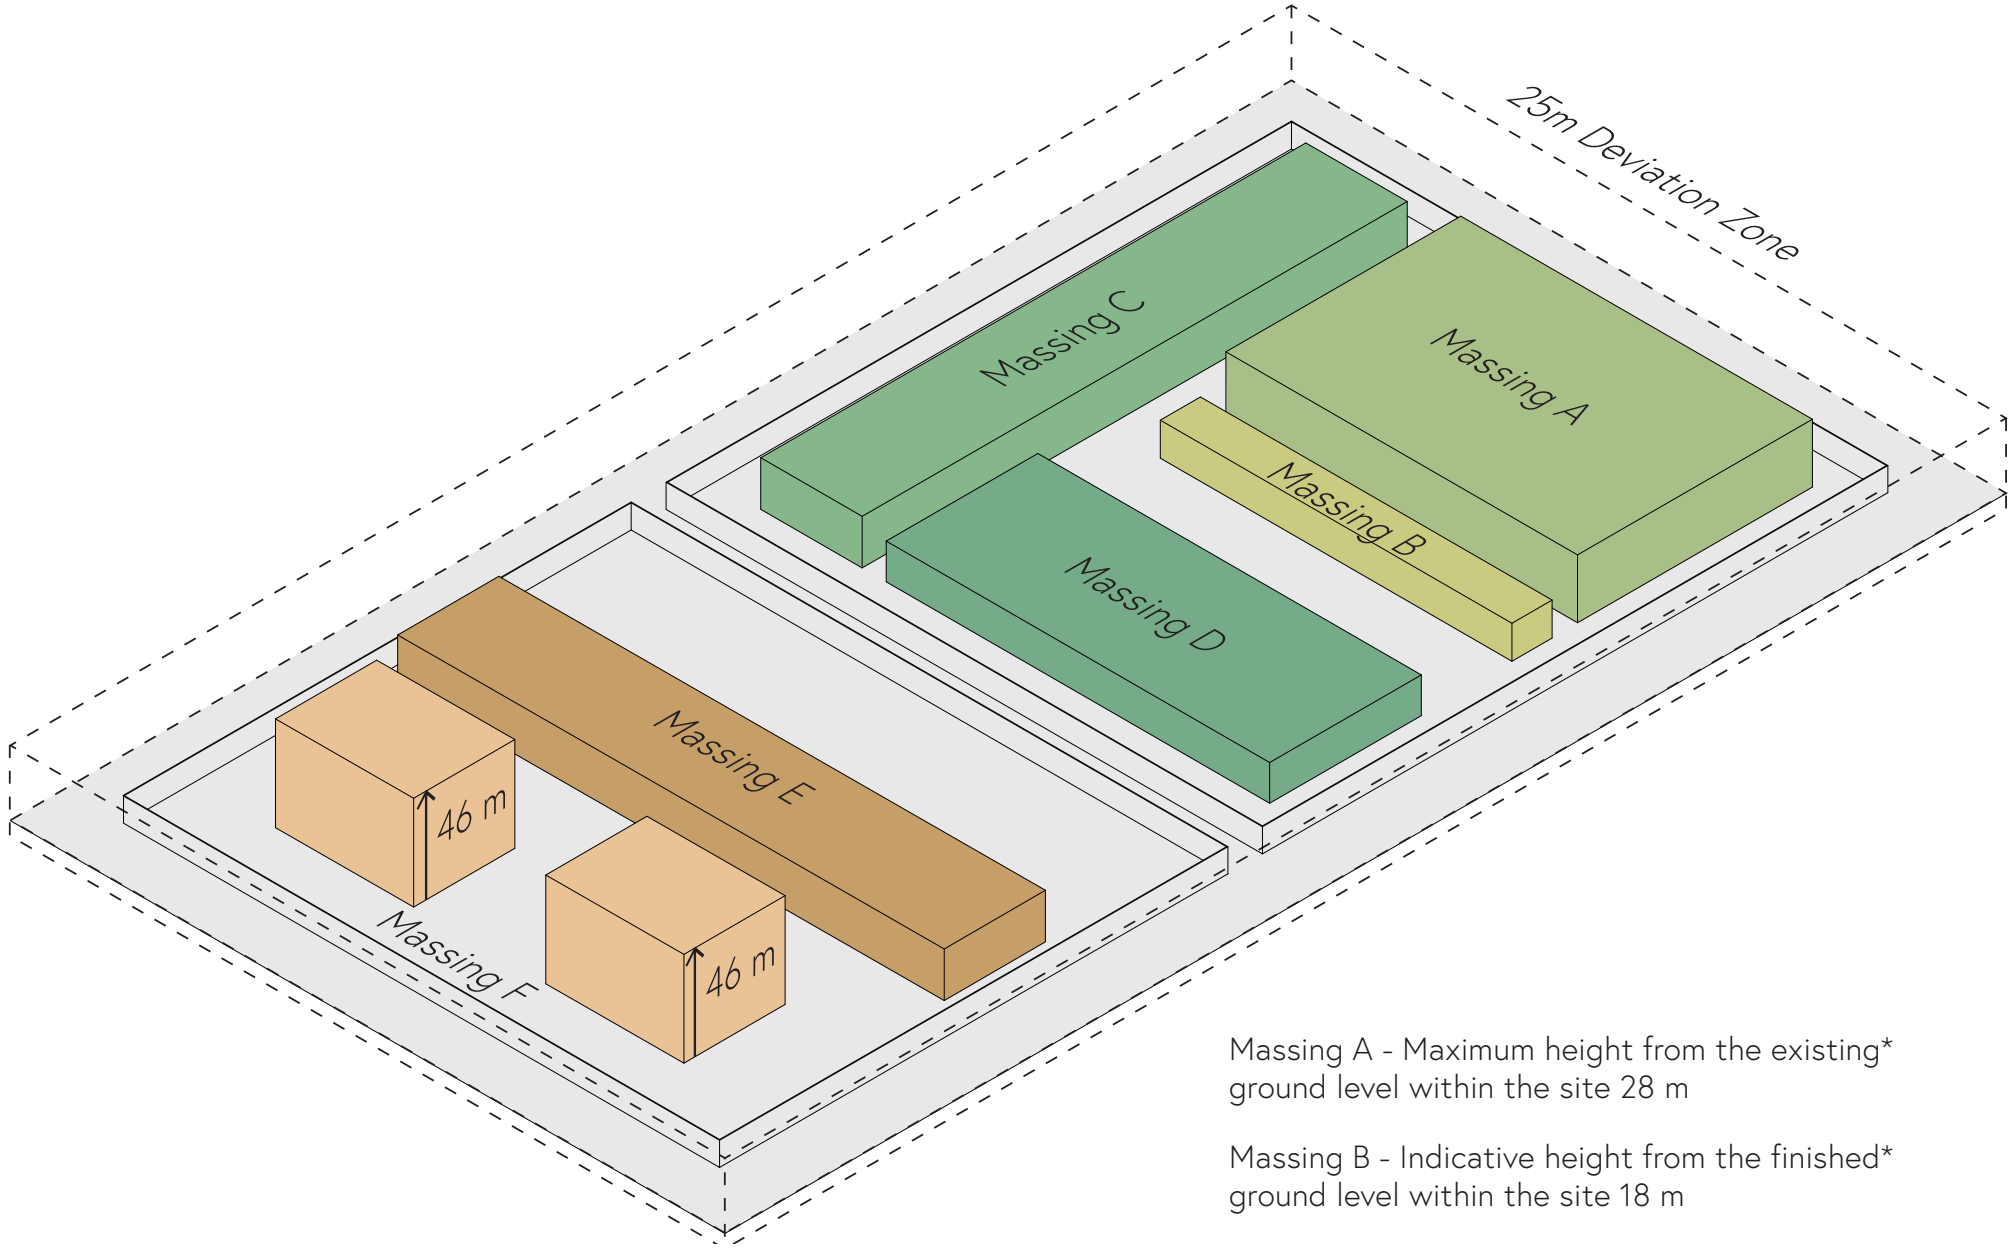 25m Deviation Zone
Massing C
Massing A
Massing B
Massing D
Massing E
46 m
46 m
Massing F
Massing A - Maximum height from the existing*
ground level within the site 28 m
Massing B - Indicative height from the finished*
ground level within the site 18 m